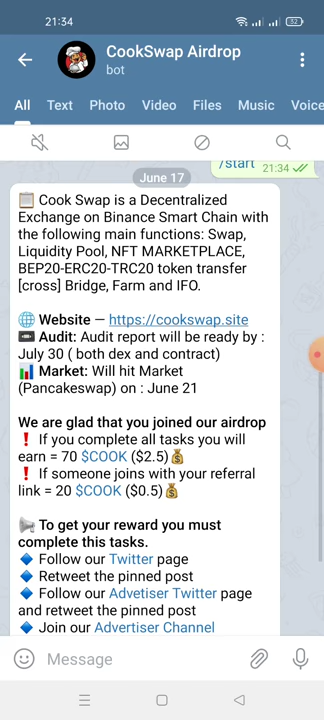 21:34
52
CookSwap Airdrop
bot
All Text Photo Video Files Music Voice
/start
21:34
June 17
Cook Swap is a Decentralized
Exchange on Binance Smart Chain with
the following main functions: Swap,
Liquidity Pool, NFT MARKETPLACE,
BEP20-ERC20-TRC20 token transfer
[cross] Bridge, Farm and IFO.
Website — https://cookswap.site
Audit: Audit report will be ready by :
July 30 ( both dex and contract)
Market: Will hit Market
(Pancakeswap) on : June 21
We are glad that you joined our airdrop
❗ If you complete all tasks you will
earn = 70 $COOK ($2.5)
❗ If someone joins with your referral
link = 20 $COOK ($0.5)
To get your reward you must
complete this tasks.
Follow our Twitter page
Retweet the pinned post
Follow our Advetiser Twitter page
and retweet the pinned post
Join our Advertiser Channel
Message